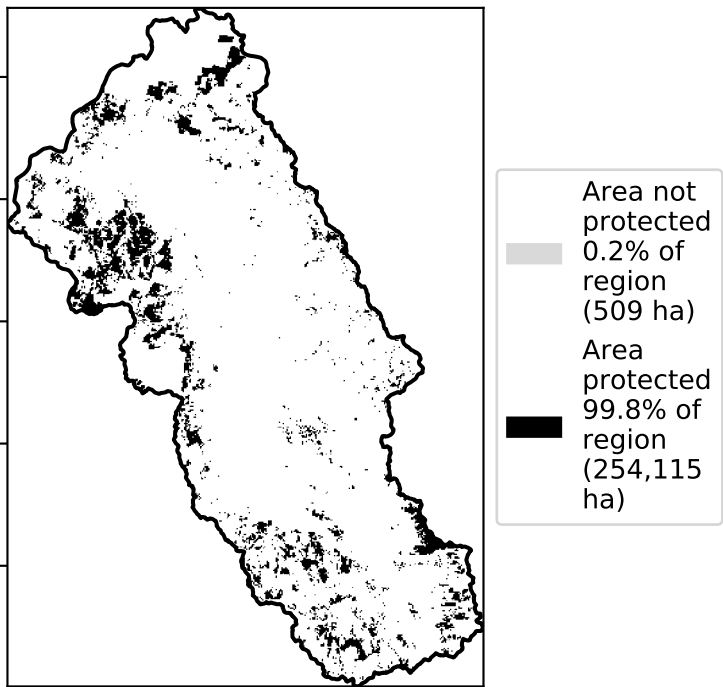 Area not
protected
0.2% of
region
(509 ha)
Area
protected
99.8% of
region
(254,115
ha)